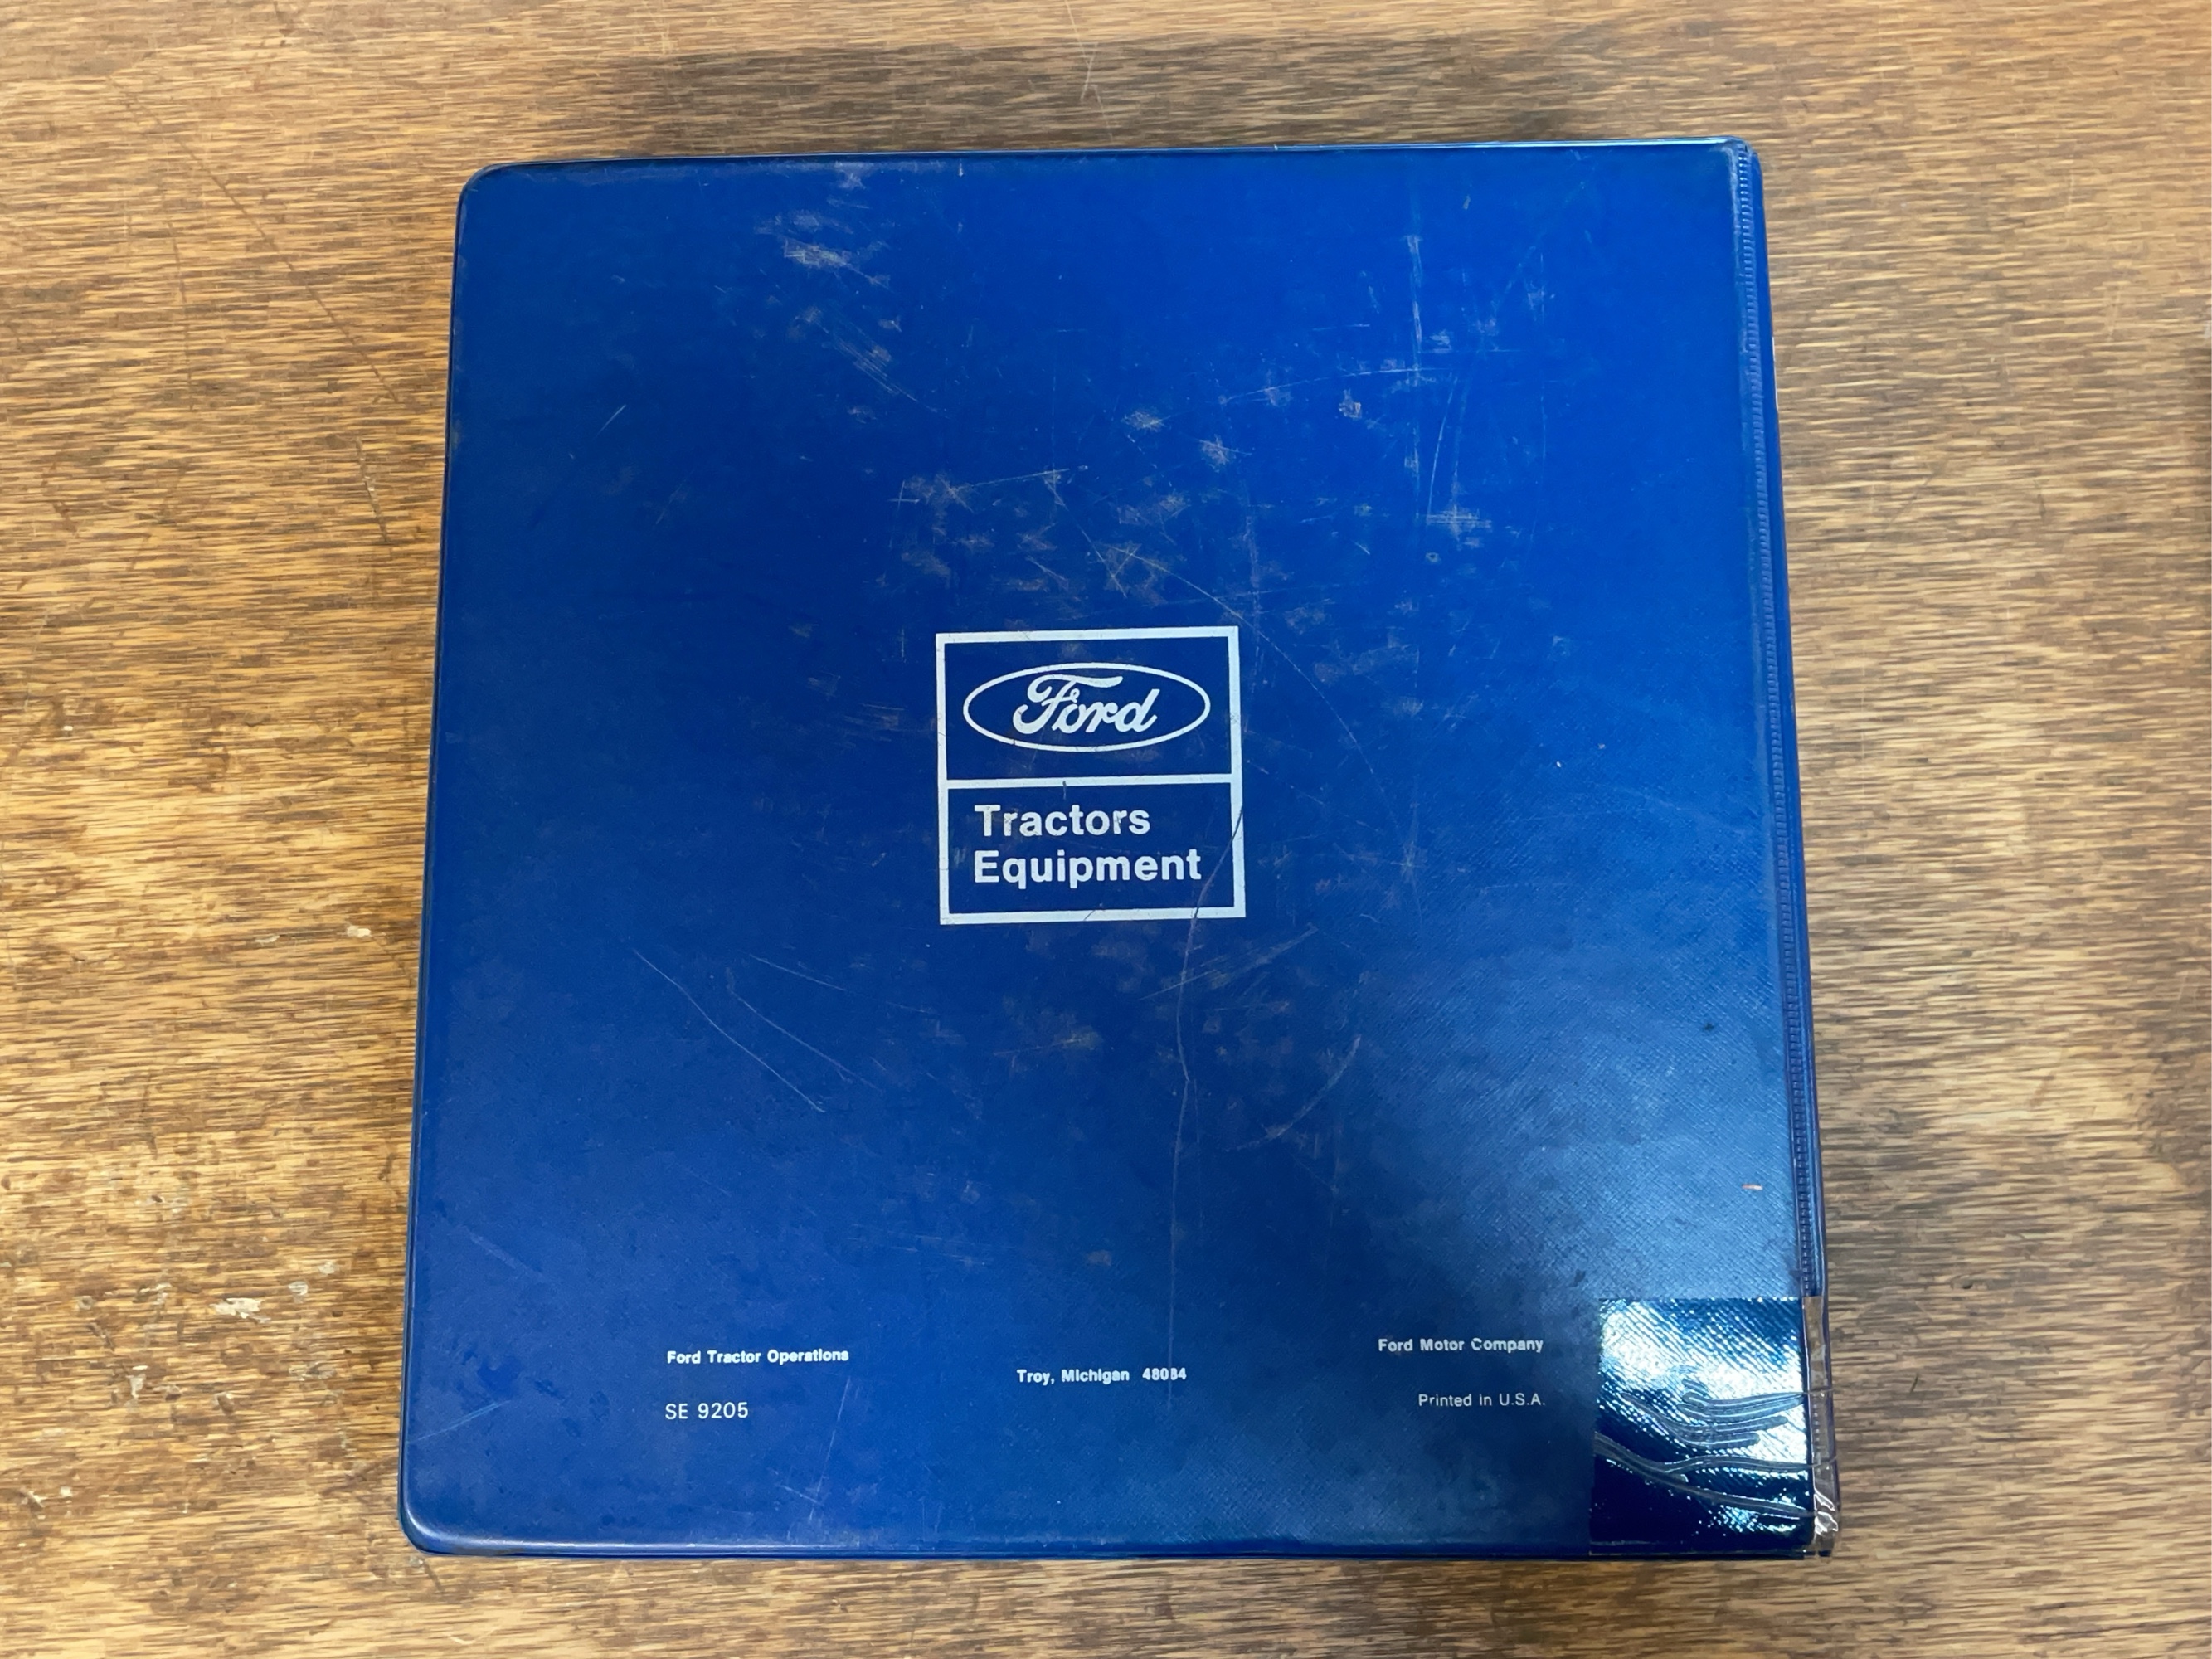 Ford
Tractors
Equipment
Ford Tractor Operations
Troy, Michigan 48084
Ford Motor Company
SE 9205
Printed in U.S.A.